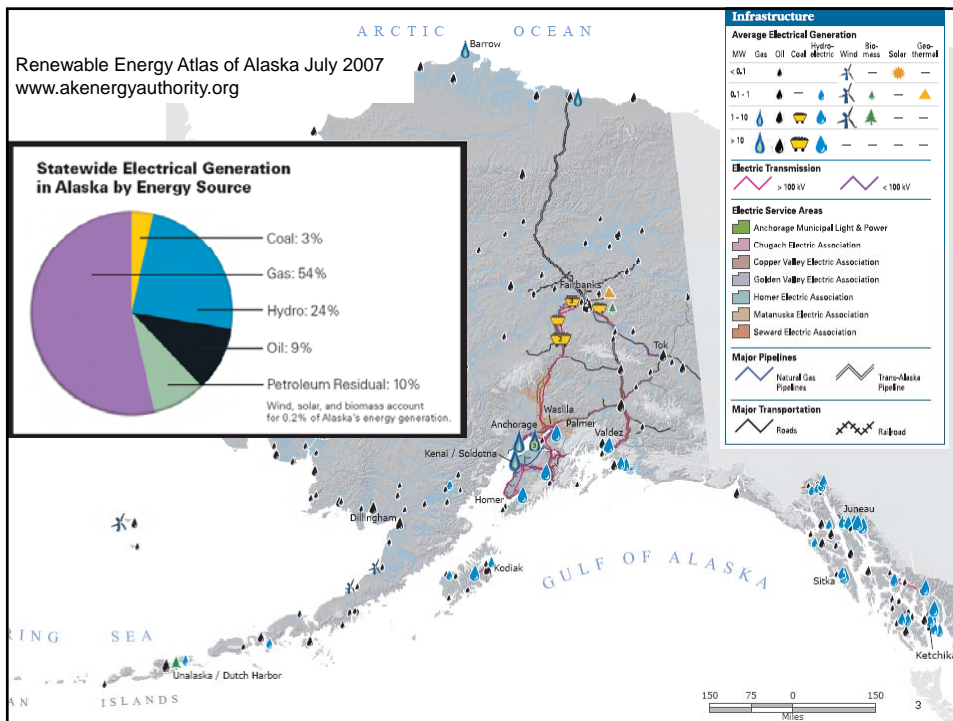 ARCTIC OCEAN
Barrow
Renewable Energy Atlas of Alaska July 2007
www.akenergyauthority.org
Infrastructure
Average Electrical Generation
MW Gas Oil Coal Hydro-electric Wind Bio-mass Solar Geo-thermal
< 0.1 — —
0.1 - 1 — —
1 - 10 — —
> 10 — — — —
Electric Transmission
> 100 kV < 100 kV
Electric Service Areas
Anchorage Municipal Light & Power
Chugach Electric Association
Copper Valley Electric Association
Golden Valley Electric Association
Homer Electric Association
Matanuska Electric Association
Seward Electric Association
Major Pipelines
Natural Gas Pipelines
Trans-Alaska Pipeline
Major Transportation
Roads Railroad
Statewide Electrical Generation
in Alaska by Energy Source
Coal: 3%
Gas: 54%
Hydro: 24%
Oil: 9%
Petroleum Residual: 10%
Wind, solar, and biomass account
for 0.2% of Alaska's energy generation.
Fairbanks
2
Tok
Wasilla
Anchorage
Palmer
3
Valdez
Kenai / Soldotna
Homer
Dillingham
Kodiak
GULF OF ALASKA
Juneau
Sitka
Ketchika
RING SEA
Unalaska / Dutch Harbor
AN ISLANDS
150 75 0 150
Miles
3